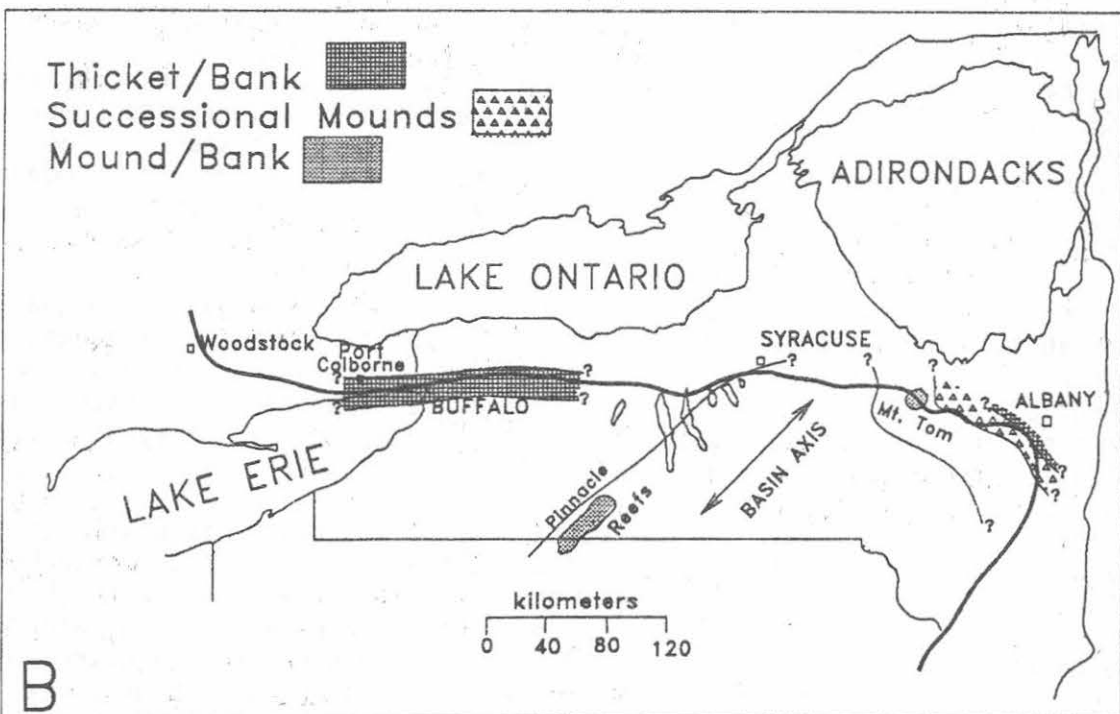 Thicket/Bank
Successional Mounds
Mound/Bank
ADIRONDACKS
LAKE ONTARIO
SYRACUSE
?
?
?
Woodstock
Port
Colborne
?
?
?
?
BUFFALO
Mt. Tom
?
ALBANY
LAKE ERIE
Pinnacle
Reefs
BASIN AXIS
?
?
?
kilometers
0 40 80 120
B